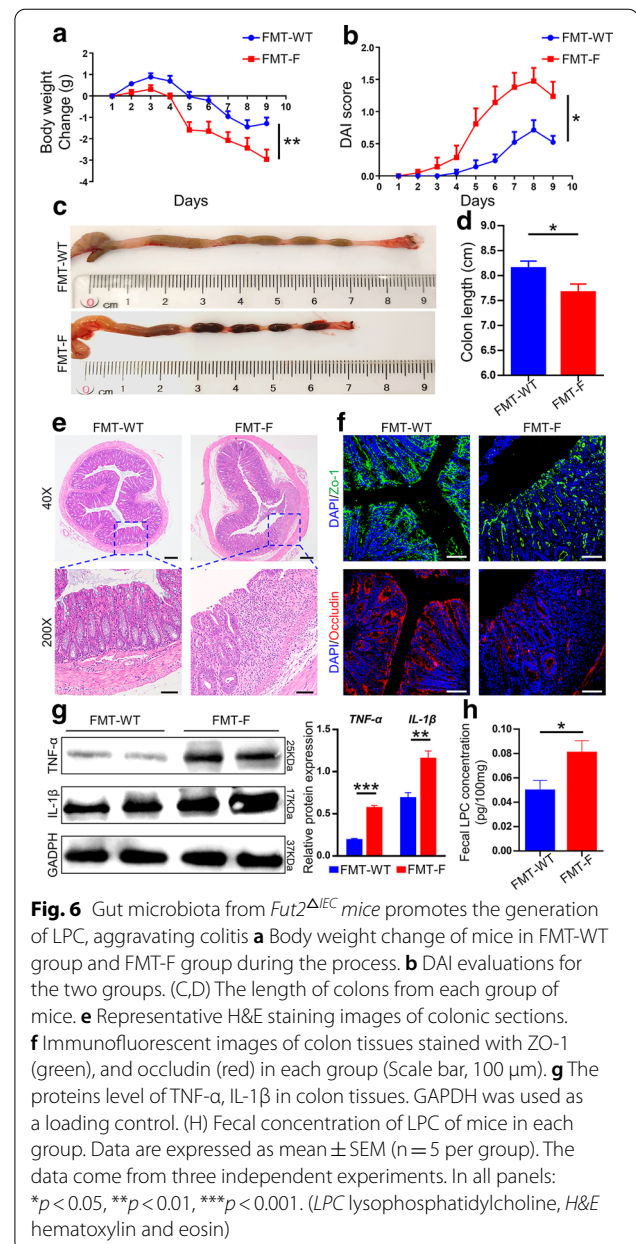 a
FMT-WT
FMT-F
Body weight
Change (g)
2
1
0
-1
-2
-3
-4
1 2 3 4 5 6 7 8 9 10
**
Days
b
FMT-WT
FMT-F
DAI score
2.0
1.5
1.0
0.5
0.0
0 1 2 3 4 5 6 7 8 9 10
*
Days
c
FMT-WT
0 cm 1 2 3 4 5 6 7 8 9
FMT-F
0 cm 1 2 3 4 5 6 7 8 9
d
Colon length (cm)
9.0
8.5
8.0
7.5
7.0
6.5
6.0
*
FMT-WT
FMT-F
e
FMT-WT FMT-F
40X
200X
f
FMT-WT FMT-F
DAPI/Zo-1
DAPI/Occludin
g
FMT-WT FMT-F
TNF-α 25KDa
IL-1β 17KDa
GADPH 37KDa
Relative protein expression
1.5
1.0
0.5
0.0
TNF-α IL-1β
***
**
FMT-WT FMT-F
h
Fecal LPC concentration
(pg/100mg)
0.10
0.08
0.06
0.04
0.02
0.00
*
FMT-WT
FMT-F
Fig. 6 Gut microbiota from Fut2△IEC mice promotes the generation
of LPC, aggravating colitis a Body weight change of mice in FMT-WT
group and FMT-F group during the process. b DAI evaluations for
the two groups. (C,D) The length of colons from each group of
mice. e Representative H&E staining images of colonic sections.
f Immunofluorescent images of colon tissues stained with ZO-1
(green), and occludin (red) in each group (Scale bar, 100 μm). g The
proteins level of TNF-α, IL-1β in colon tissues. GAPDH was used as
a loading control. (H) Fecal concentration of LPC of mice in each
group. Data are expressed as mean ± SEM (n = 5 per group). The
data come from three independent experiments. In all panels:
*p < 0.05, **p < 0.01, ***p < 0.001. (LPC lysophosphatidylcholine, H&E
hematoxylin and eosin)